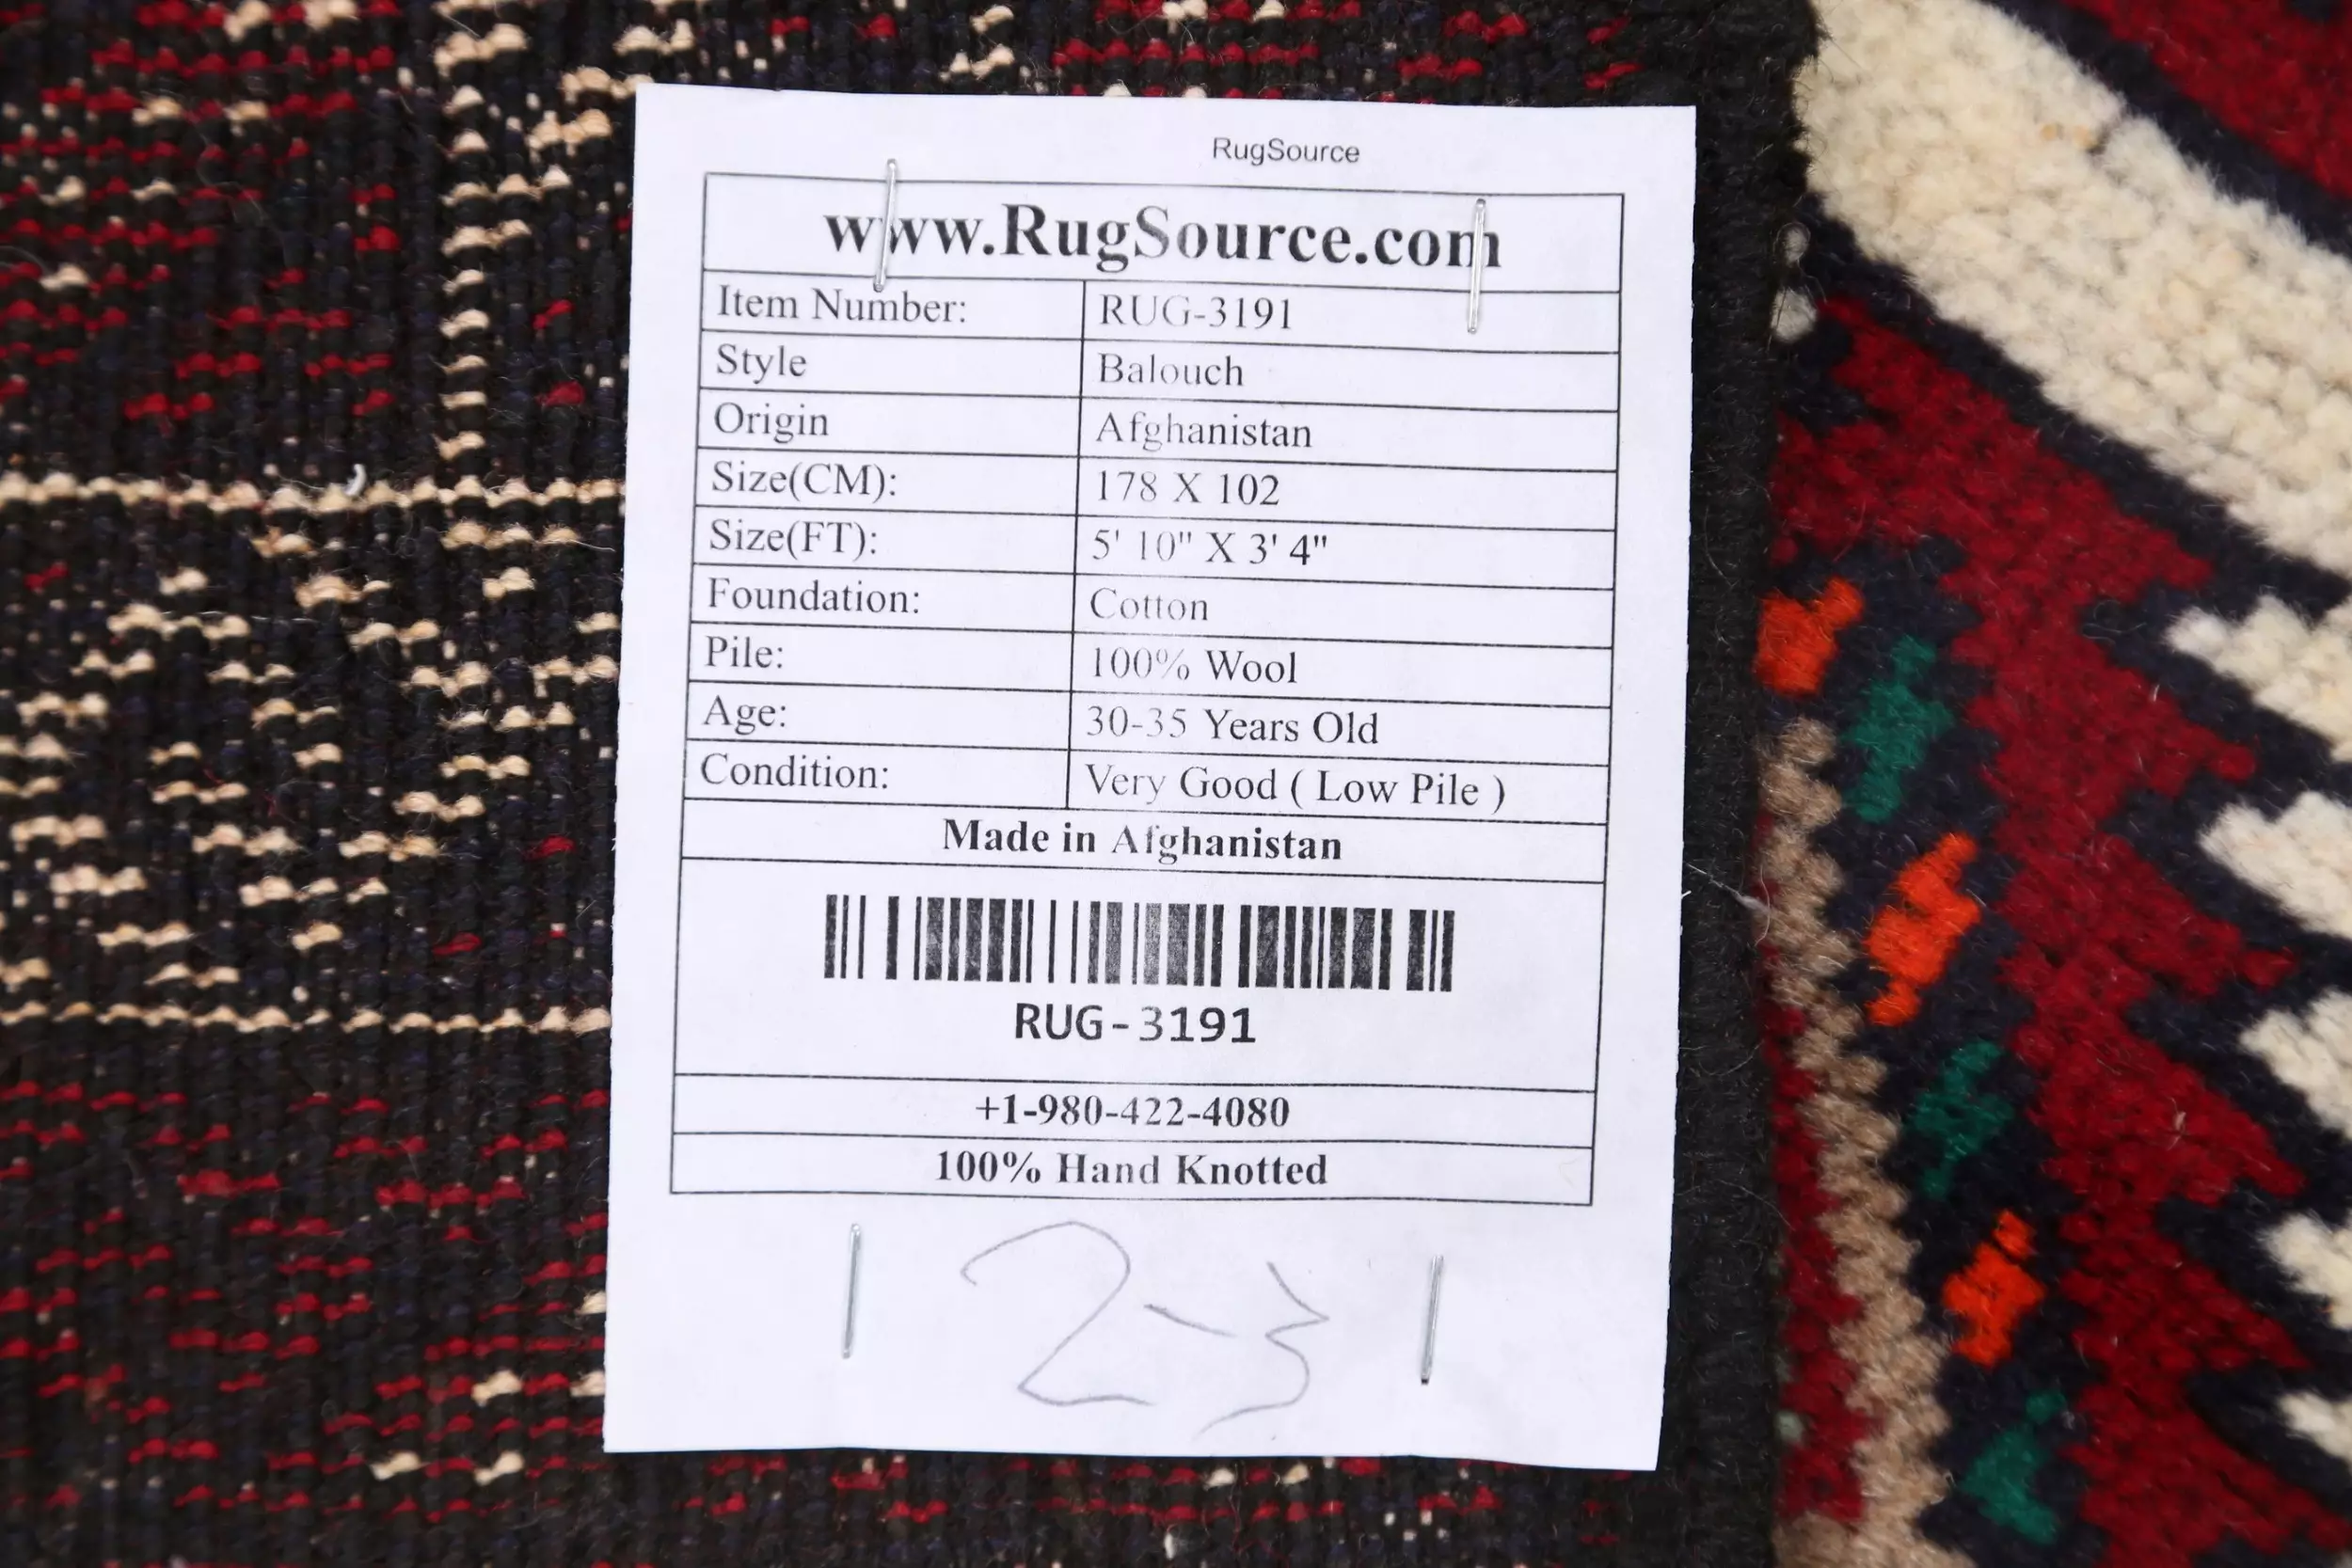 RugSource
www.RugSource.com
Item Number: RUG-3191
Style Balouch
Origin Afghanistan
Size(CM): 178 X 102
Size(FT): 5' 10" X 3' 4"
Foundation: Cotton
Pile: 100% Wool
Age: 30-35 Years Old
Condition: Very Good ( Low Pile )
Made in Afghanistan
RUG-3191
+1-980-422-4080
100% Hand Knotted
2-3